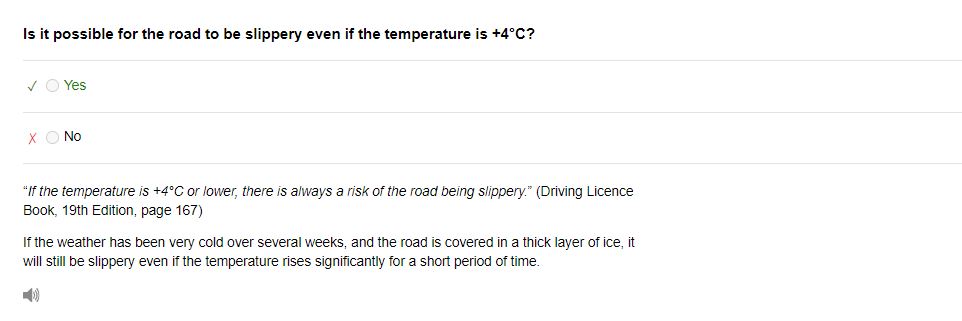 Is it possible for the road to be slippery even if the temperature is +4°C?
✓ Yes
X No
"If the temperature is +4°C or lower, there is always a risk of the road being slippery." (Driving Licence
Book, 19th Edition, page 167)
If the weather has been very cold over several weeks, and the road is covered in a thick layer of ice, it
will still be slippery even if the temperature rises significantly for a short period of time.